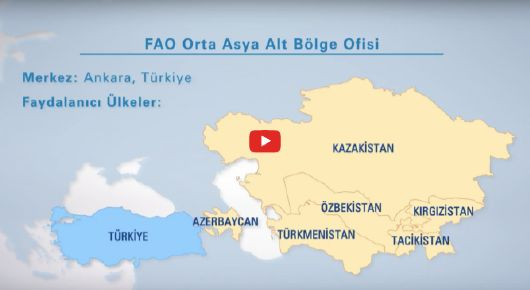 FAO Orta Asya Alt Bölge Ofisi
Merkez: Ankara, Türkiye
Faydalanıcı Ülkeler:
KAZAKİSTAN
ÖZBEKİSTAN
KIRGIZİSTAN
AZERBAYCAN
TÜRKİYE
TÜRKMENİSTAN
TACİKİSTAN